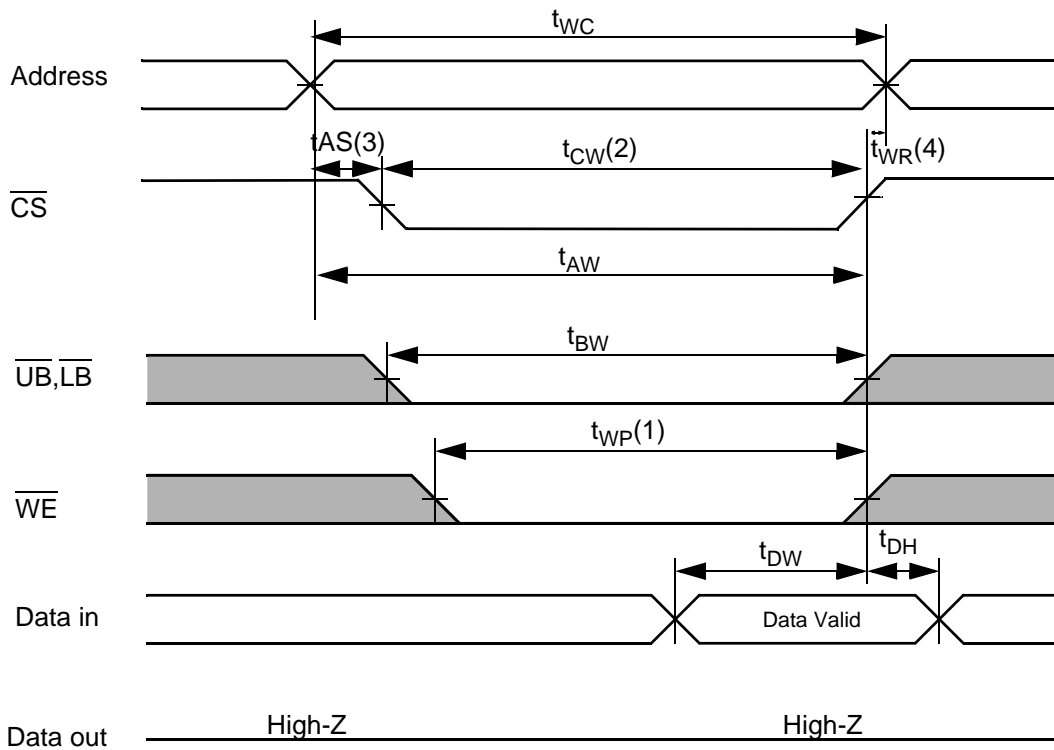 tWC
Address
tAS(3) tCW(2) tWR(4)
CS
tAW
tBW
UB,LB
tWP(1)
WE
tDW tDH
Data in Data Valid
Data out High-Z High-Z